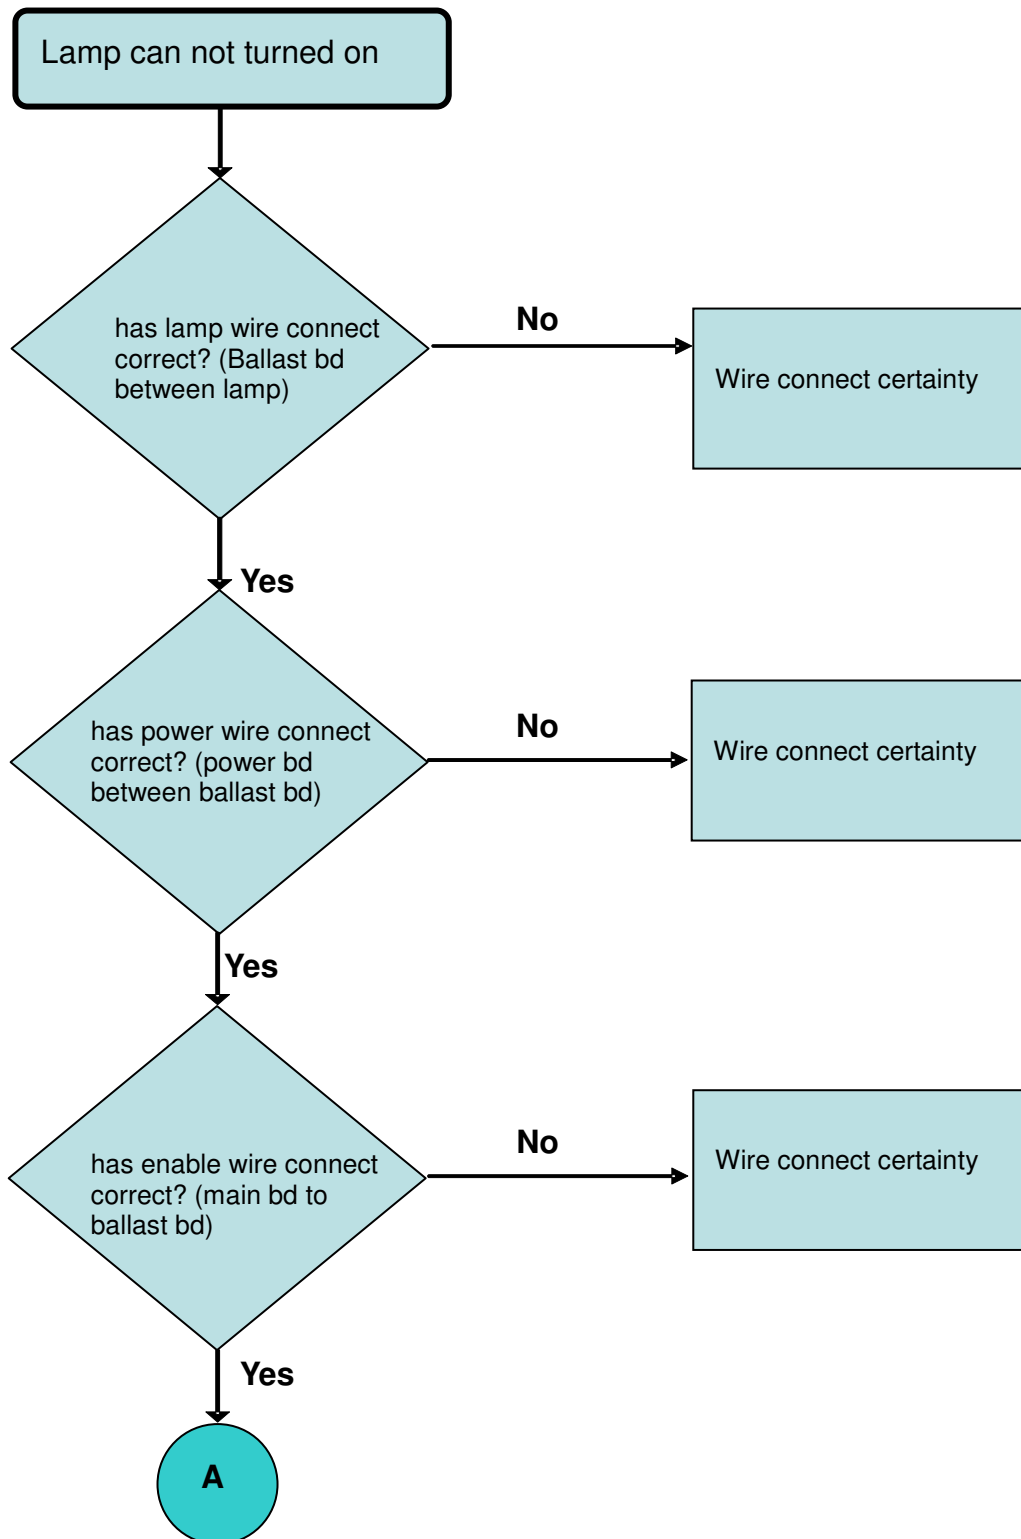 Lamp can not turned on
has lamp wire connect
correct? (Ballast bd
between lamp)
No
Wire connect certainty
Yes
has power wire connect
correct? (power bd
between ballast bd)
No
Wire connect certainty
Yes
has enable wire connect
correct? (main bd to
ballast bd)
No
Wire connect certainty
Yes
A